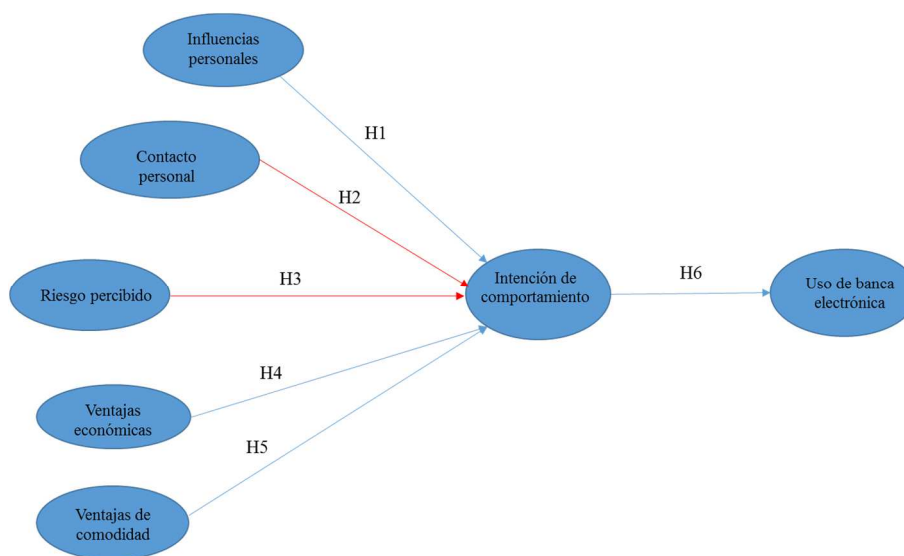 Influencias
personales
H1
Contacto
personal
H2
Riesgo percibido
H3
Intención de
comportamiento
H6
Uso de banca
electrónica
H4
Ventajas
económicas
H5
Ventajas de
comodidad